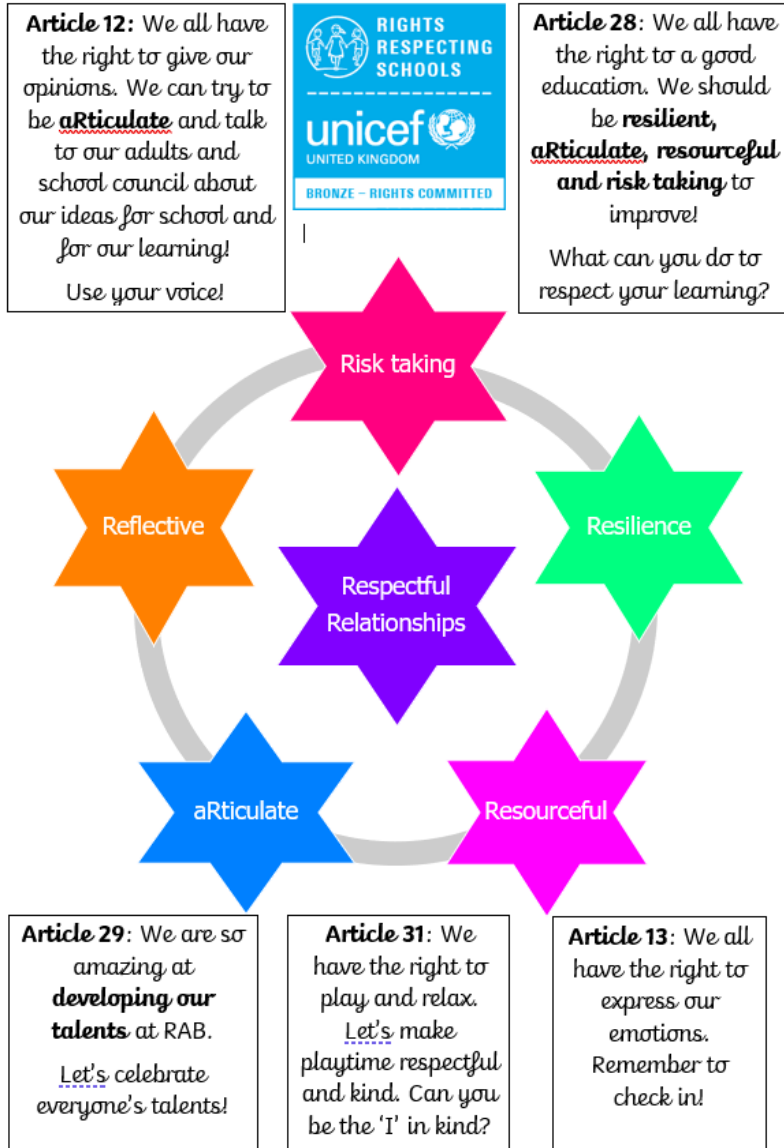 Article 12: We all have
the right to give our
opinions. We can try to
be aRticulate and talk
to our adults and
school council about
our ideas for school and
for our learning!
Use your voice!
RIGHTS
RESPECTING
SCHOOLS
unicef
UNITED KINGDOM
BRONZE – RIGHTS COMMITTED
Article 28: We all have
the right to a good
education. We should
be resilient,
aRticulate, resourceful
and risk taking to
improve!
What can you do to
respect your learning?
Risk taking
Reflective
Resilience
Respectful
Relationships
aRticulate
Resourceful
Article 29: We are so
amazing at
developing our
talents at RAB.
Let's celebrate
everyone's talents!
Article 31: We
have the right to
play and relax.
Let's make
playtime respectful
and kind. Can you
be the 'I' in kind?
Article 13: We all
have the right to
express our
emotions.
Remember to
check in!